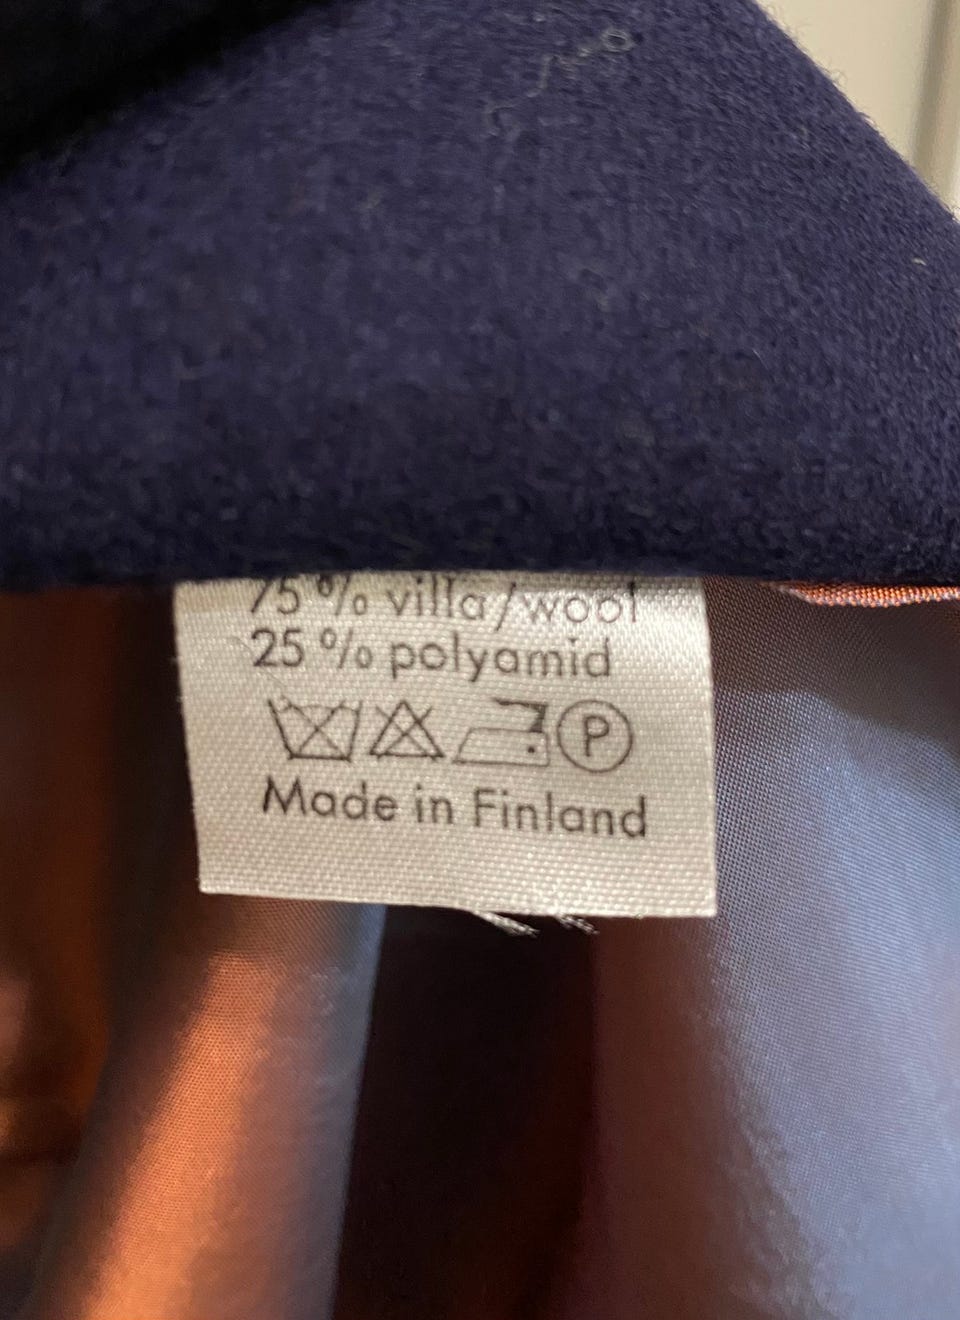 75 % villa/wool
25 % polyamid
P
Made in Finland